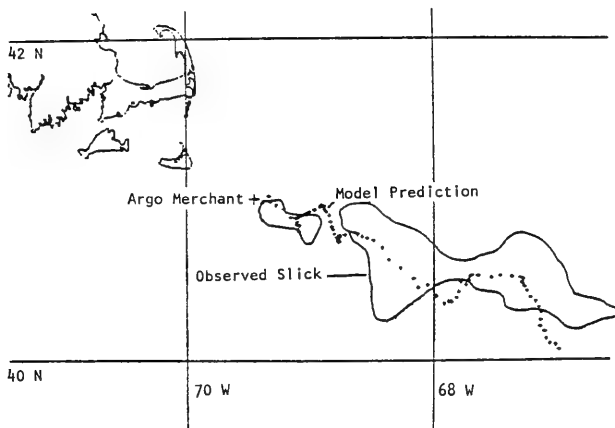 42 N
Argo Merchant +
Model Prediction
Observed Slick
40 N
70 W
68 W